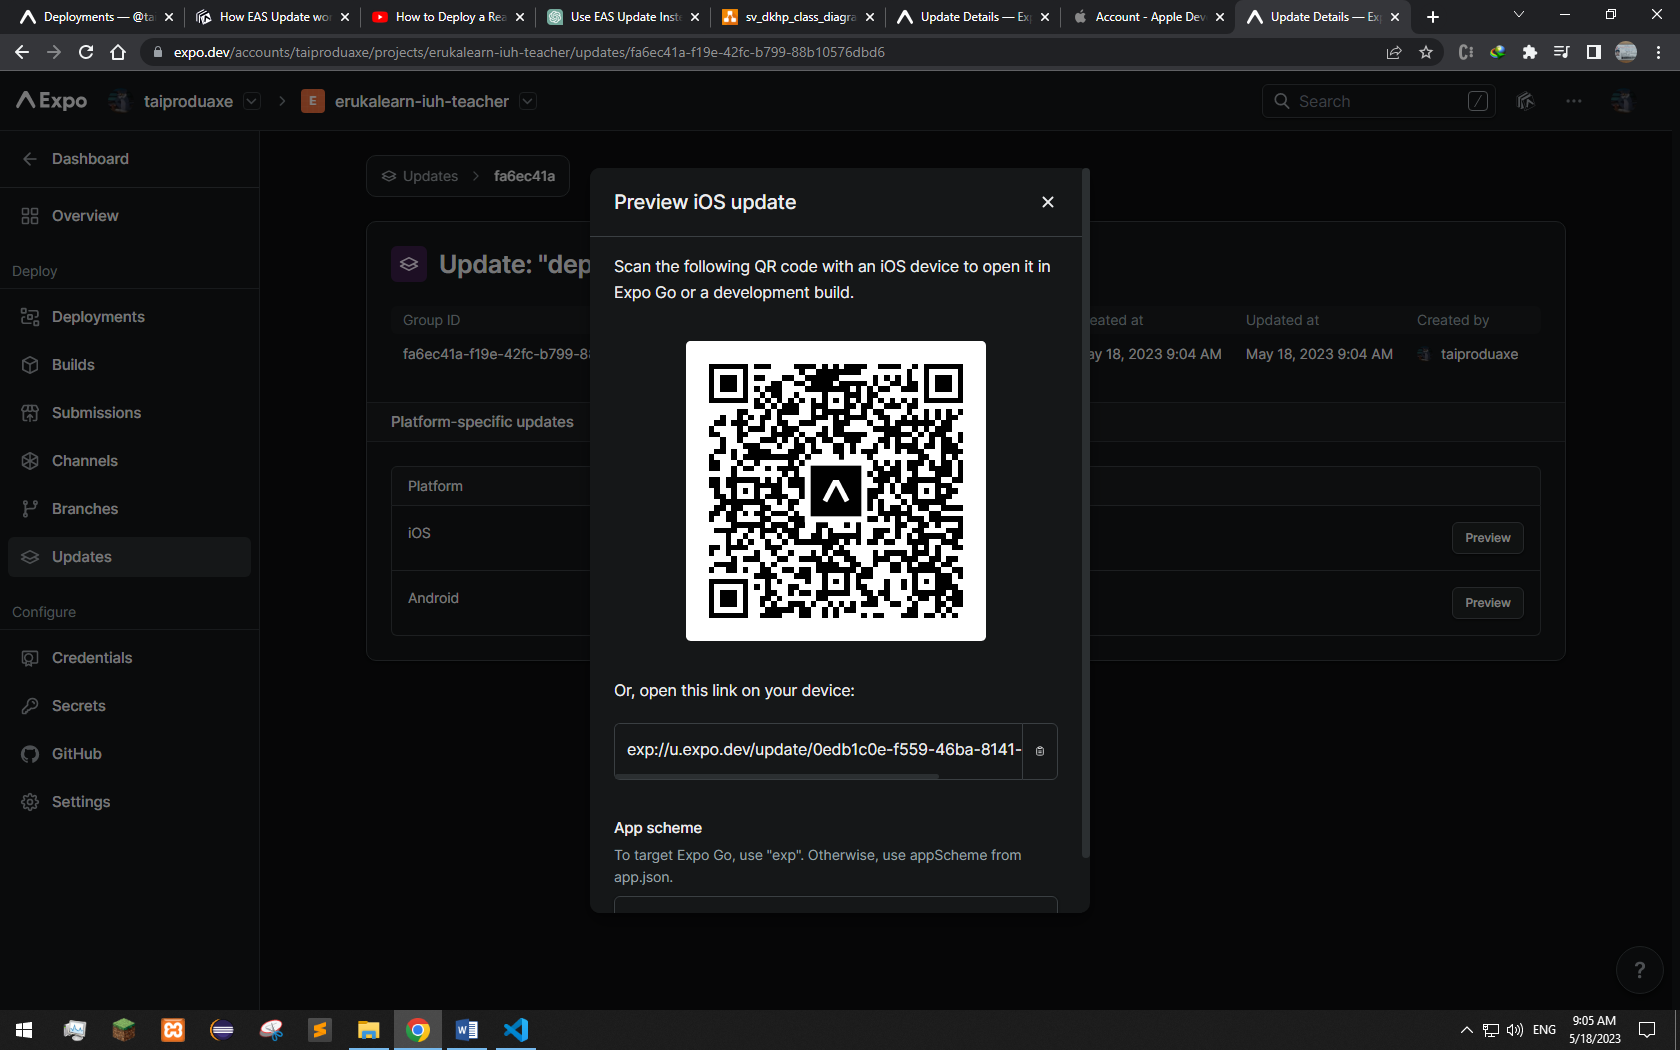 Deployments — @ta
How EAS Update wo
How to Deploy a Rea
Use EAS Update Inste
sv_dkhp_class_diagra
Update Details — Ex
Account - Apple Dev
Update Details — Ex
expo.dev/accounts/taiproduaxe/projects/erukalearn-iuh-teacher/updates/fa6ec41a-f19e-42fc-b799-88b10576dbd6
Expo
taiproduaxe
E
erukalearn-iuh-teacher
Search
/
Dashboard
Overview
Deploy
Deployments
Builds
Submissions
Channels
Branches
Updates
Configure
Credentials
Secrets
GitHub
Settings
Updates > fa6ec41a
Update: "dep
Group ID
fa6ec41a-f19e-42fc-b799-88
eated at
ay 18, 2023 9:04 AM
Updated at
May 18, 2023 9:04 AM
Created by
taiproduaxe
Platform-specific updates
Platform
iOS
Preview
Android
Preview
Preview iOS update
Scan the following QR code with an iOS device to open it in
Expo Go or a development build.
Or, open this link on your device:
exp://u.expo.dev/update/0edb1c0e-f559-46ba-8141-
App scheme
To target Expo Go, use "exp". Otherwise, use appScheme from
app.json.
?
ENG
9:05 AM
5/18/2023